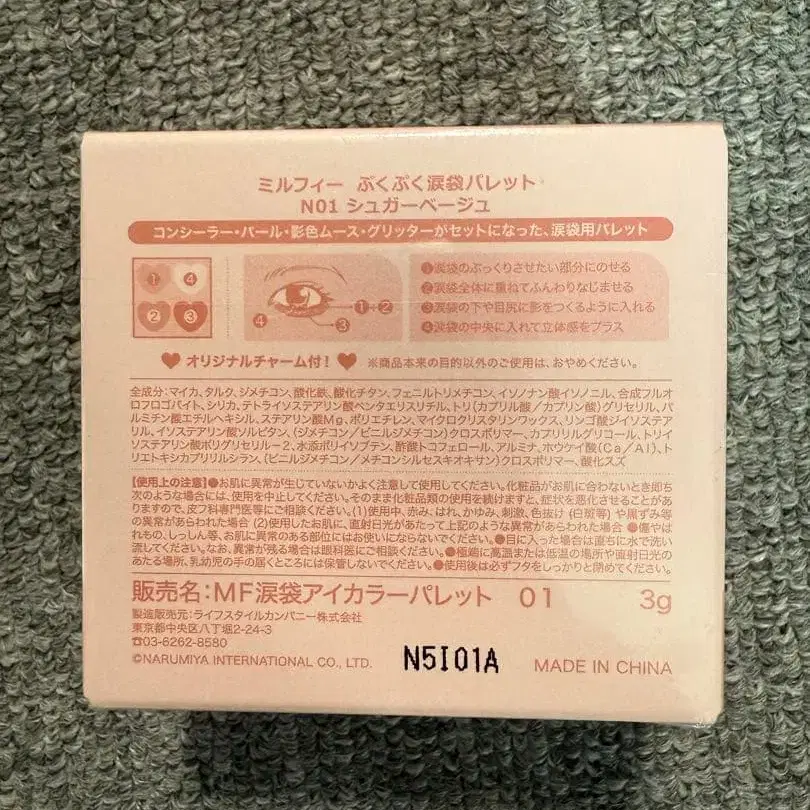 ミルフィー ぷくぷく涙袋パレット
N01 シュガーベージュ
コンシーラー・パール・影色ムース・グリッターがセットになった、涙袋用パレット
1 4
2 3
1+2
4
3
❶涙袋のぷっくりさせたい部分にのせる
❷涙袋全体に重ねてふんわりなじませる
❸涙袋の下や目尻に影をつくるように入れる
❹涙袋の中央に入れて立体感をプラス
♥ オリジナルチャーム付! ♥ ※商品本来の目的以外のご使用は、おやめください。
全成分:マイカ、タルク、ジメチコン、酸化鉄、酸化チタン、フェニルトリメチコン、イソノナン酸イソノニル、合成フルオ
ロフロゴパイト、シリカ、テトライソステアリン酸ペンタエリスリチル、トリ(カプリル酸/カプリン酸)グリセリル、パ
ルミチン酸エチルヘキシル、ステアリン酸Mg、ポリエチレン、マイクロクリスタリンワックス、リンゴ酸ジイソステア
リル、イソステアリン酸ソルビタン、(ジメチコン/ビニルジメチコン)クロスポリマー、カプリリルグリコール、トリイ
ソステアリン酸ポリグリセリル-2、水添ポリイソブテン、酢酸トコフェロール、アルミナ、ホウケイ酸(Ca/Al)、ト
リエトキシカプリリルシラン、(ビニルジメチコン/メチコンシルセスキオキサン)クロスポリマー、酸化スズ
【使用上の注意】●お肌に異常が生じていないかよく注意して使用してください。化粧品がお肌に合わないとき即ち
次のような場合には、使用を中止してください。そのまま化粧品類の使用を続けますと、症状を悪化させることがあ
りますので、皮フ科専門医等にご相談ください。(1)使用中、赤み、はれ、かゆみ、刺激、色抜け(白斑等)や黒ずみ等
の異常があらわれた場合 (2)使用したお肌に、直射日光があたって上記のような異常があらわれた場合 ●傷やは
れもの、しっしん等、お肌に異常のある部位にはお使いにならないでください。●目に入った場合は直ちに水で洗い
流してください。なお、異常が残る場合は眼科医にご相談ください。●極端に高温または低温の場所や直射日光の
あたる場所、乳幼児の手の届くところには保管しないでください。●使用後は必ずフタをしっかりと閉めてください。
販売名:MF涙袋アイカラーパレット 01 3g
製造販売元:ライフスタイルカンパニー株式会社
東京都中央区八丁堀2-24-3
☎03-6262-8580
©NARUMIYA INTERNATIONAL CO., LTD. N5I01A MADE IN CHINA